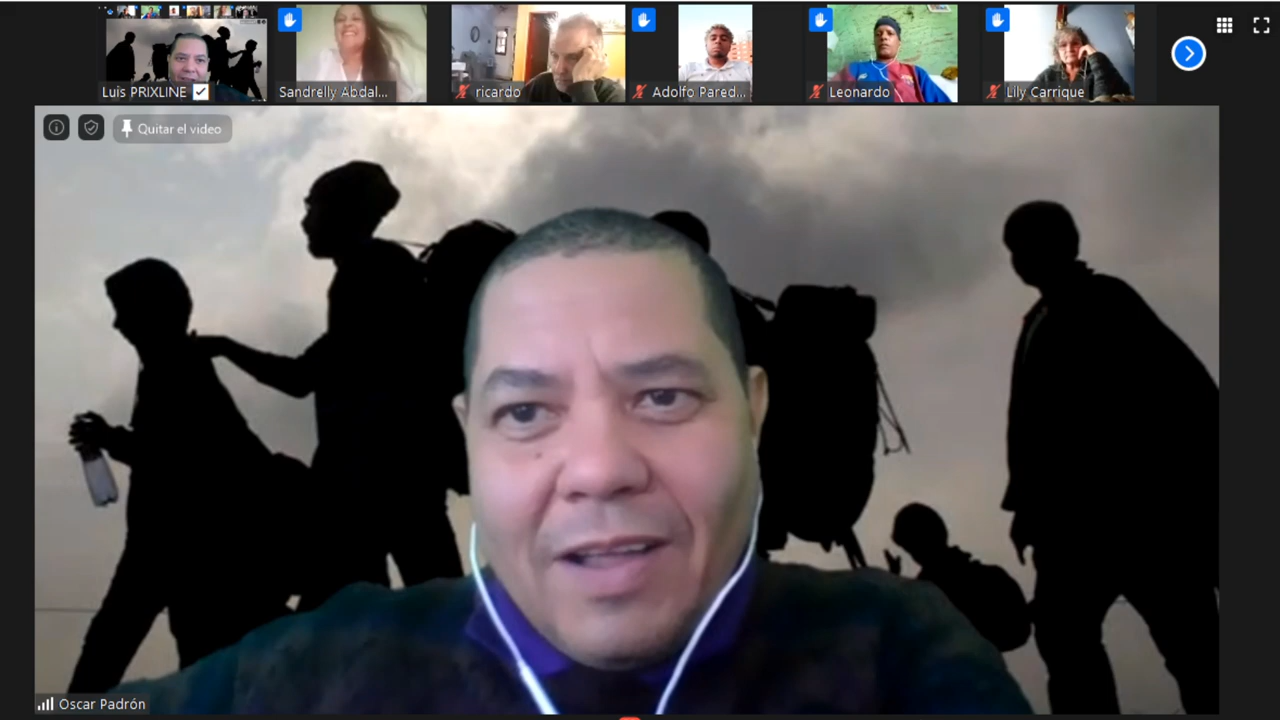 Luis PRIXLINE
Sandrelly Abdal...
ricardo
Adolfo Pared...
Leonardo
Lily Carrique
Quitar el video
Oscar Padrón